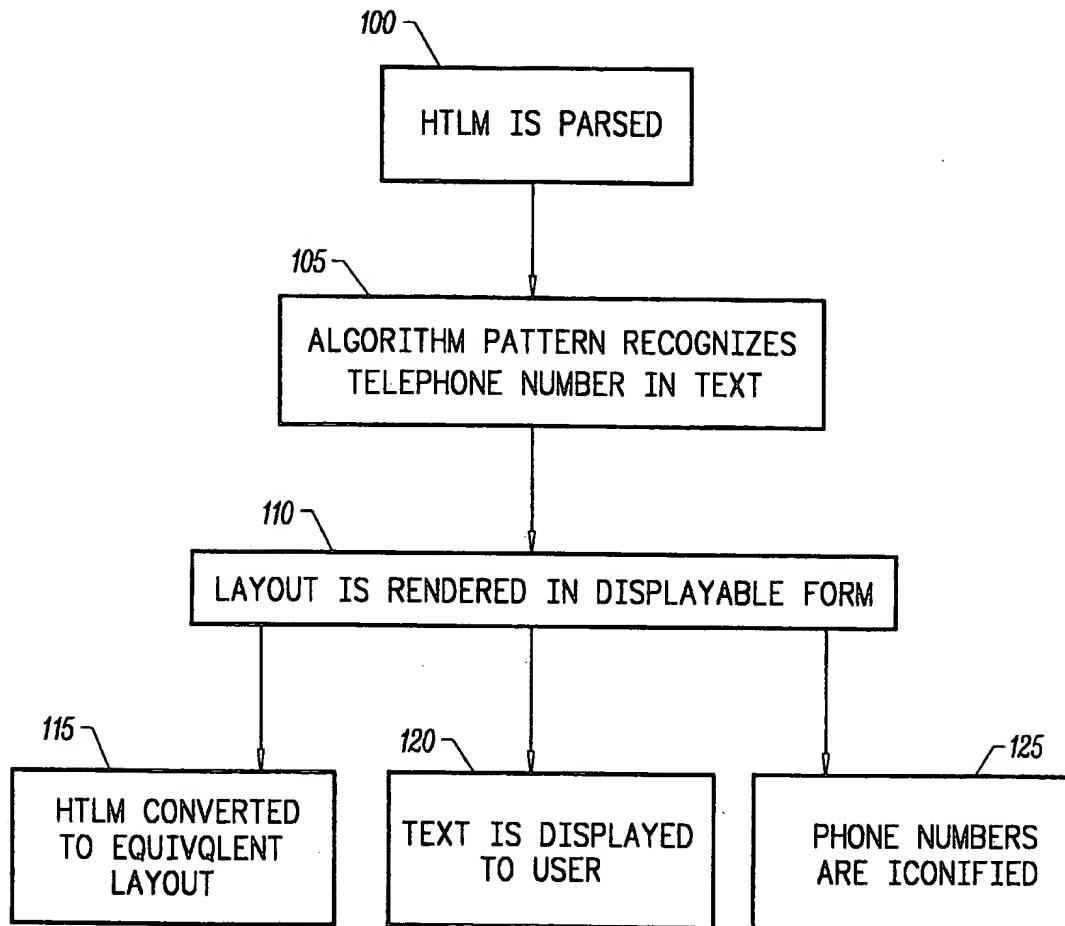 100
HTLM IS PARSED
105
ALGORITHM PATTERN RECOGNIZES
TELEPHONE NUMBER IN TEXT
110
LAYOUT IS RENDERED IN DISPLAYABLE FORM
115
HTLM CONVERTED
TO EQUIVQLENT
LAYOUT
120
TEXT IS DISPLAYED
TO USER
125
PHONE NUMBERS
ARE ICONIFIED